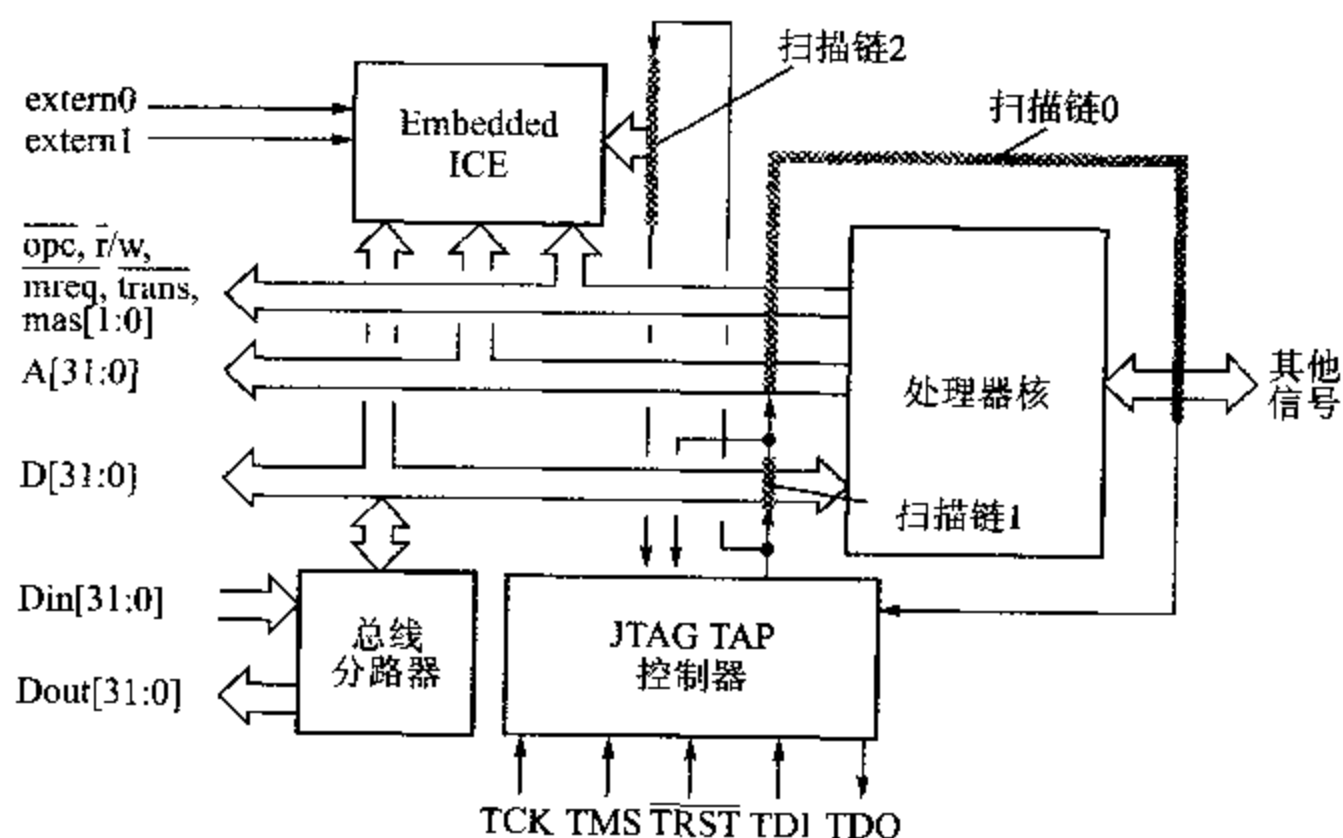 扫描链2
扫描链0
extern0
extern1
Embedded
ICE
opc, r/w,
mreq, trans,
mas[1:0]
A[31:0]
D[31:0]
处理器核
其他
信号
扫描链1
Din[31:0]
Dout[31:0]
总线
分路器
JTAG TAP
控制器
TCK TMS TRST TDI TDO